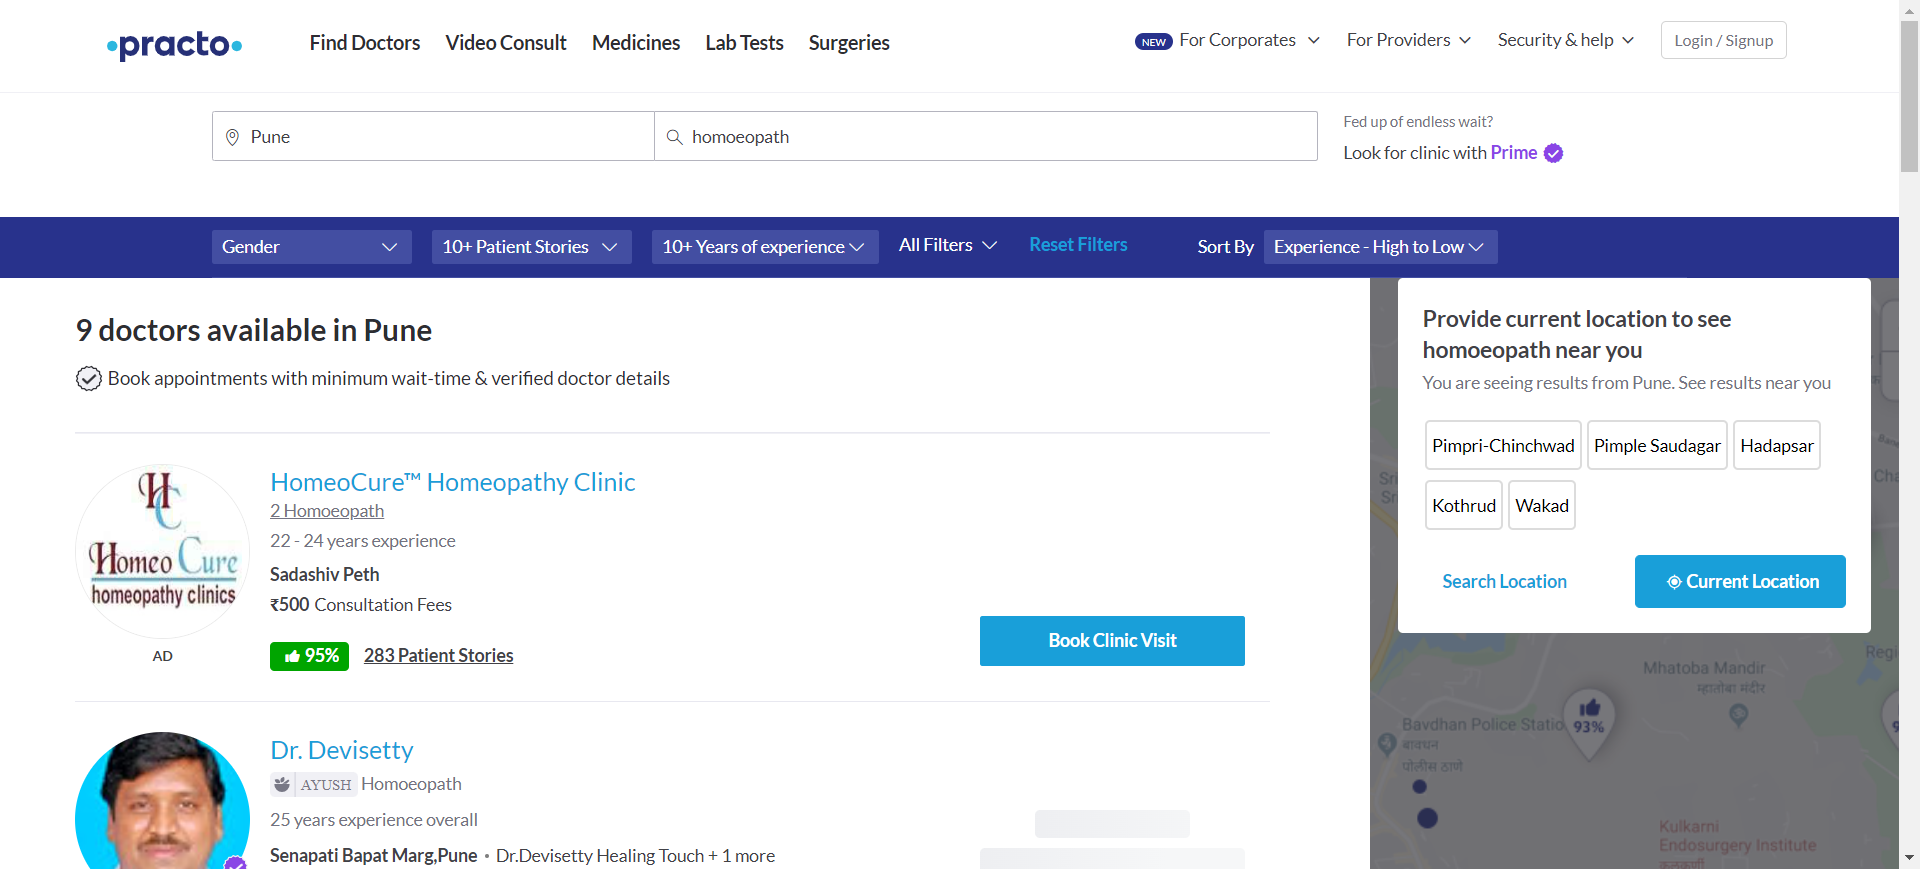 practo
Find Doctors
Video Consult
Medicines
Lab Tests
Surgeries
NEW For Corporates
For Providers
Security & help
Login / Signup
Pune
homoeopath
Fed up of endless wait?
Look for clinic with Prime
Gender
10+ Patient Stories
10+ Years of experience
All Filters
Reset Filters
Sort By
Experience - High to Low
9 doctors available in Pune
Book appointments with minimum wait-time & verified doctor details
HC
Homeo Cure
homeopathy clinics
AD
HomeoCure™ Homeopathy Clinic
2 Homoeopath
22 - 24 years experience
Sadashiv Peth
₹500 Consultation Fees
95% 283 Patient Stories
Book Clinic Visit
Dr. Devisetty
AYUSH Homoeopath
25 years experience overall
Senapati Bapat Marg,Pune • Dr.Devisetty Healing Touch + 1 more
Provide current location to see
homoeopath near you
You are seeing results from Pune. See results near you
Pimpri-Chinchwad
Pimple Saudagar
Hadapsar
Kothrud
Wakad
Search Location
Current Location
Mhatoba Mandir
म्हातोबा मंदीर
93%
Bavdhan Police Statio
बावधन
पोलीस ठाणे
Kulkarni
Endosurgery Institute